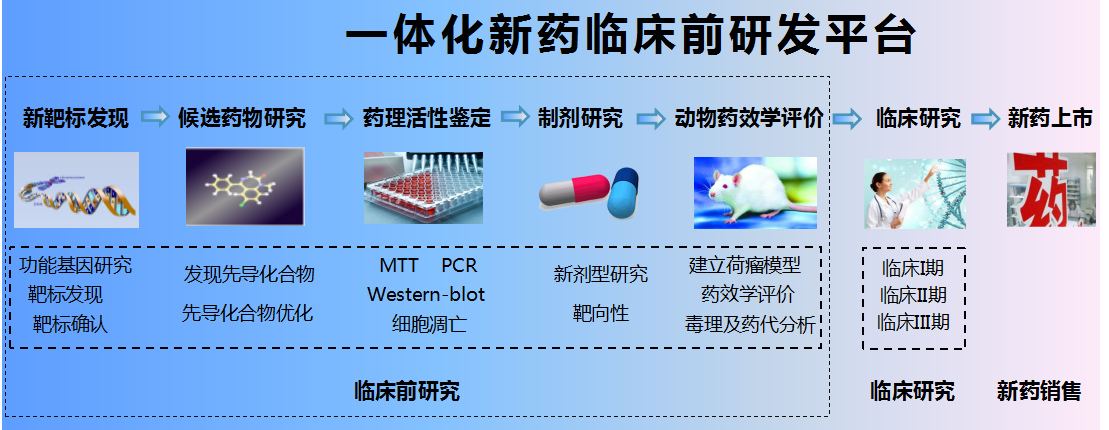 一体化新药临床前研发平台
新靶标发现
候选药物研究
药理活性鉴定
制剂研究
动物药效学评价
临床研究
新药上市
药
功能基因研究
靶标发现
靶标确认
发现先导化合物
先导化合物优化
MTT PCR
Western-blot
细胞凋亡
新剂型研究
靶向性
建立荷瘤模型
药效学评价
毒理及药代分析
临床Ⅰ期
临床Ⅱ期
临床Ⅲ期
临床前研究
临床研究
新药销售